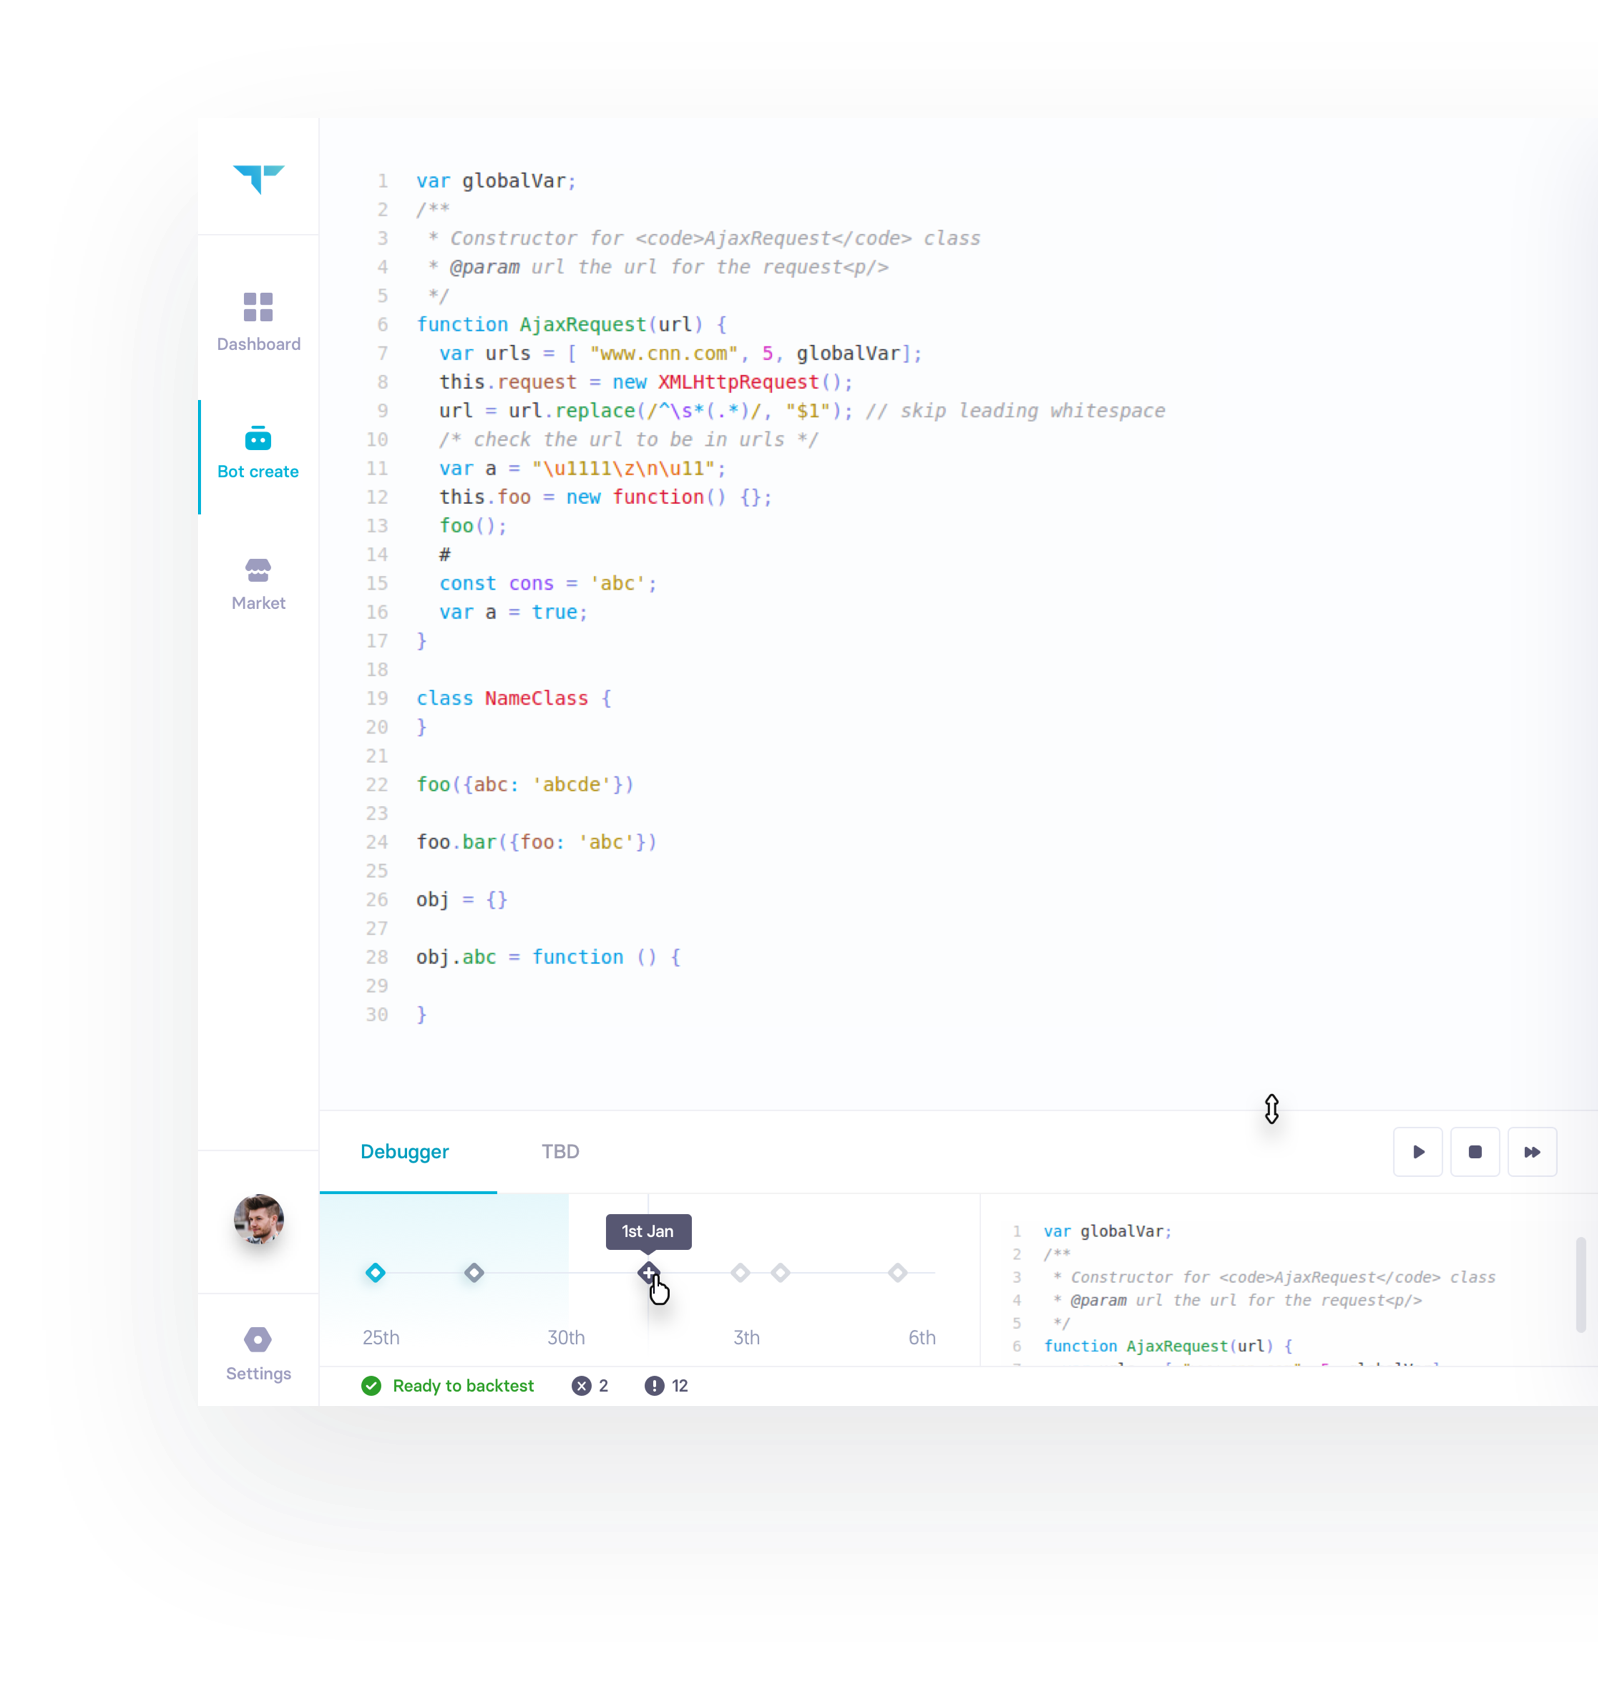 1 var globalVar;
2 /**
3 * Constructor for <code>AjaxRequest</code> class
4 * @param url the url for the request<p/>
5 */
6 function AjaxRequest(url) {
7 var urls = [ "www.cnn.com", 5, globalVar];
8 this.request = new XMLHttpRequest();
9 url = url.replace(/^\s*(.*)/, "$1"); // skip leading whitespace
10 /* check the url to be in urls */
11 var a = "\u1111\z\n\u11";
12 this.foo = new function() {};
13 foo();
14 #
15 const cons = 'abc';
16 var a = true;
17 }
18
19 class NameClass {
20 }
21
22 foo({abc: 'abcde'})
23
24 foo.bar({foo: 'abc'})
25
26 obj = {}
27
28 obj.abc = function () {
29
30 }
Dashboard
Bot create
Market
Settings
Debugger TBD
1st Jan
25th 30th 3th 6th
1 var globalVar;
2 /**
3 * Constructor for <code>AjaxRequest</code> class
4 * @param url the url for the request<p/>
5 */
6 function AjaxRequest(url) {
Ready to backtest 2 12